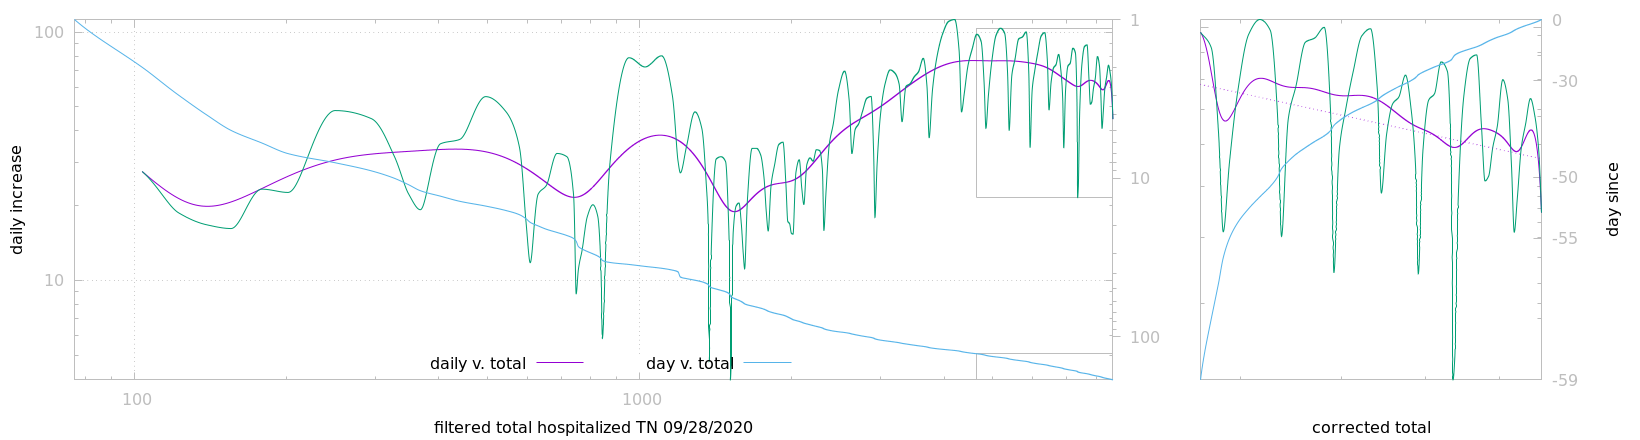 100
10
daily increase
1
10
100
daily v. total
day v. total
100
1000
filtered total hospitalized TN 09/28/2020
0
-30
-50
-55
-59
day since
corrected total